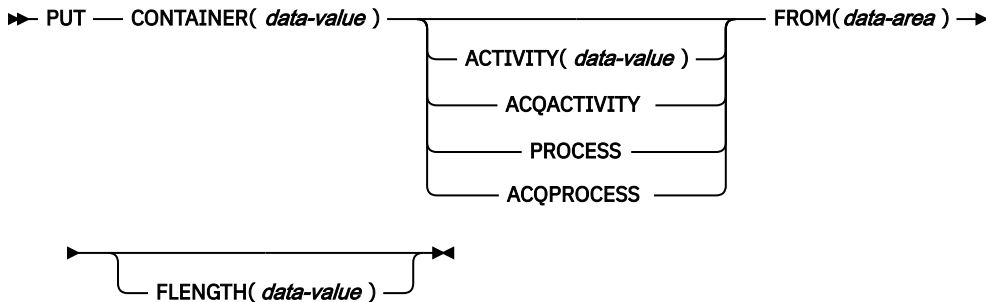 PUT CONTAINER( data-value ) FROM( data-area )
ACTIVITY( data-value )
ACQACTIVITY
PROCESS
ACQPROCESS
FLENGTH( data-value )